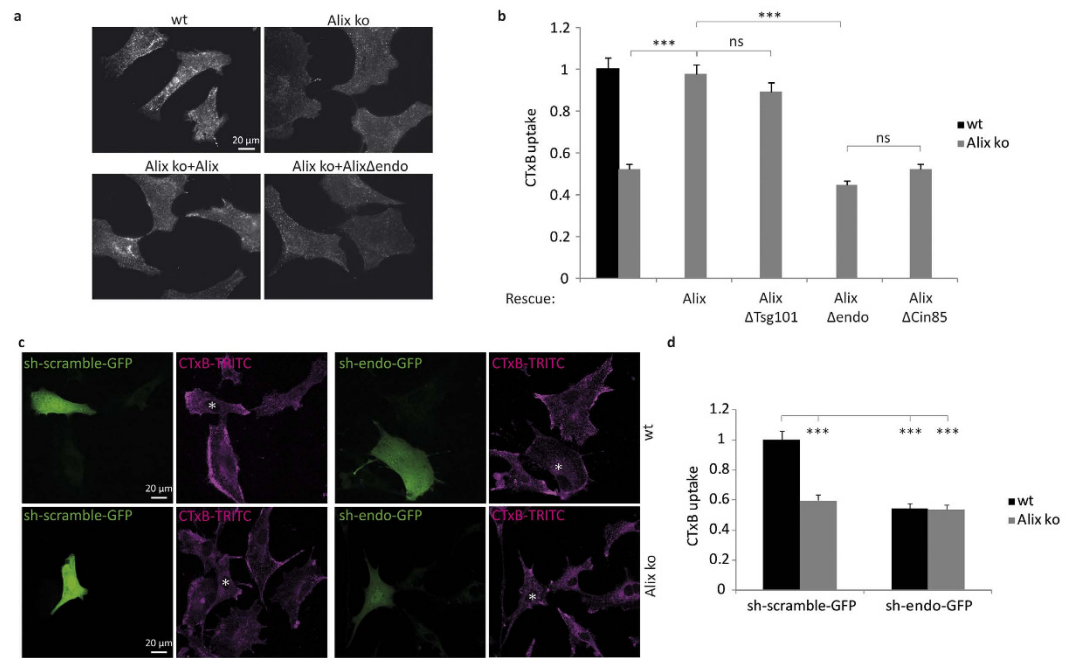 a
wt
Alix ko
20 µm
Alix ko+Alix
Alix ko+AlixΔendo
b
1.2
1
0.8
0.6
0.4
0.2
0
CTxB uptake
***
***
ns
ns
wt
Alix ko
Rescue:
Alix
Alix
ΔTsg101
Alix
Δendo
Alix
ΔCin85
c
sh-scramble-GFP
CTxB-TRITC
sh-endo-GFP
CTxB-TRITC
*
*
20 µm
wt
sh-scramble-GFP
CTxB-TRITC
sh-endo-GFP
CTxB-TRITC
*
*
20 µm
Alix ko
d
1.2
1
0.8
0.6
0.4
0.2
0
CTxB uptake
***
***
***
wt
Alix ko
sh-scramble-GFP
sh-endo-GFP